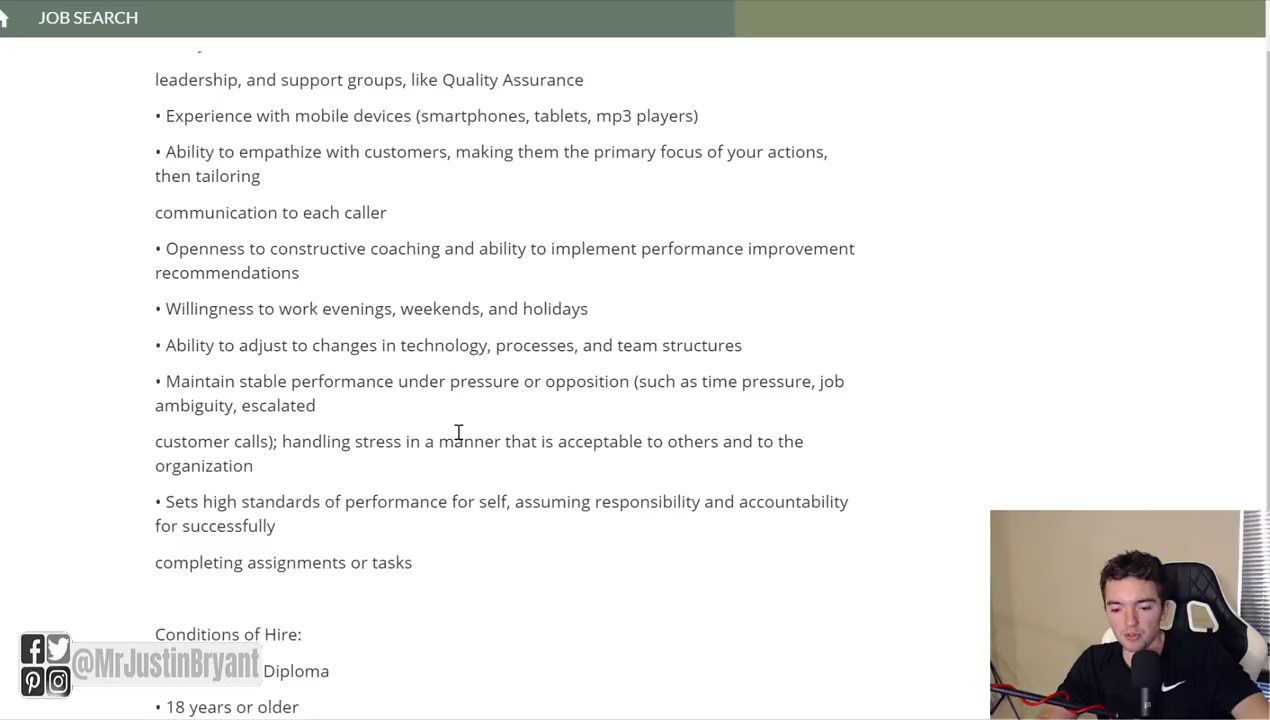 JOB SEARCH
leadership, and support groups, like Quality Assurance
• Experience with mobile devices (smartphones, tablets, mp3 players)
• Ability to empathize with customers, making them the primary focus of your actions,
then tailoring
communication to each caller
• Openness to constructive coaching and ability to implement performance improvement
recommendations
• Willingness to work evenings, weekends, and holidays
• Ability to adjust to changes in technology, processes, and team structures
• Maintain stable performance under pressure or opposition (such as time pressure, job
ambiguity, escalated
customer calls); handling stress in a manner that is acceptable to others and to the
organization
• Sets high standards of performance for self, assuming responsibility and accountability
for successfully
completing assignments or tasks
Conditions of Hire:
@MrJustinBryant
Diploma
• 18 years or older